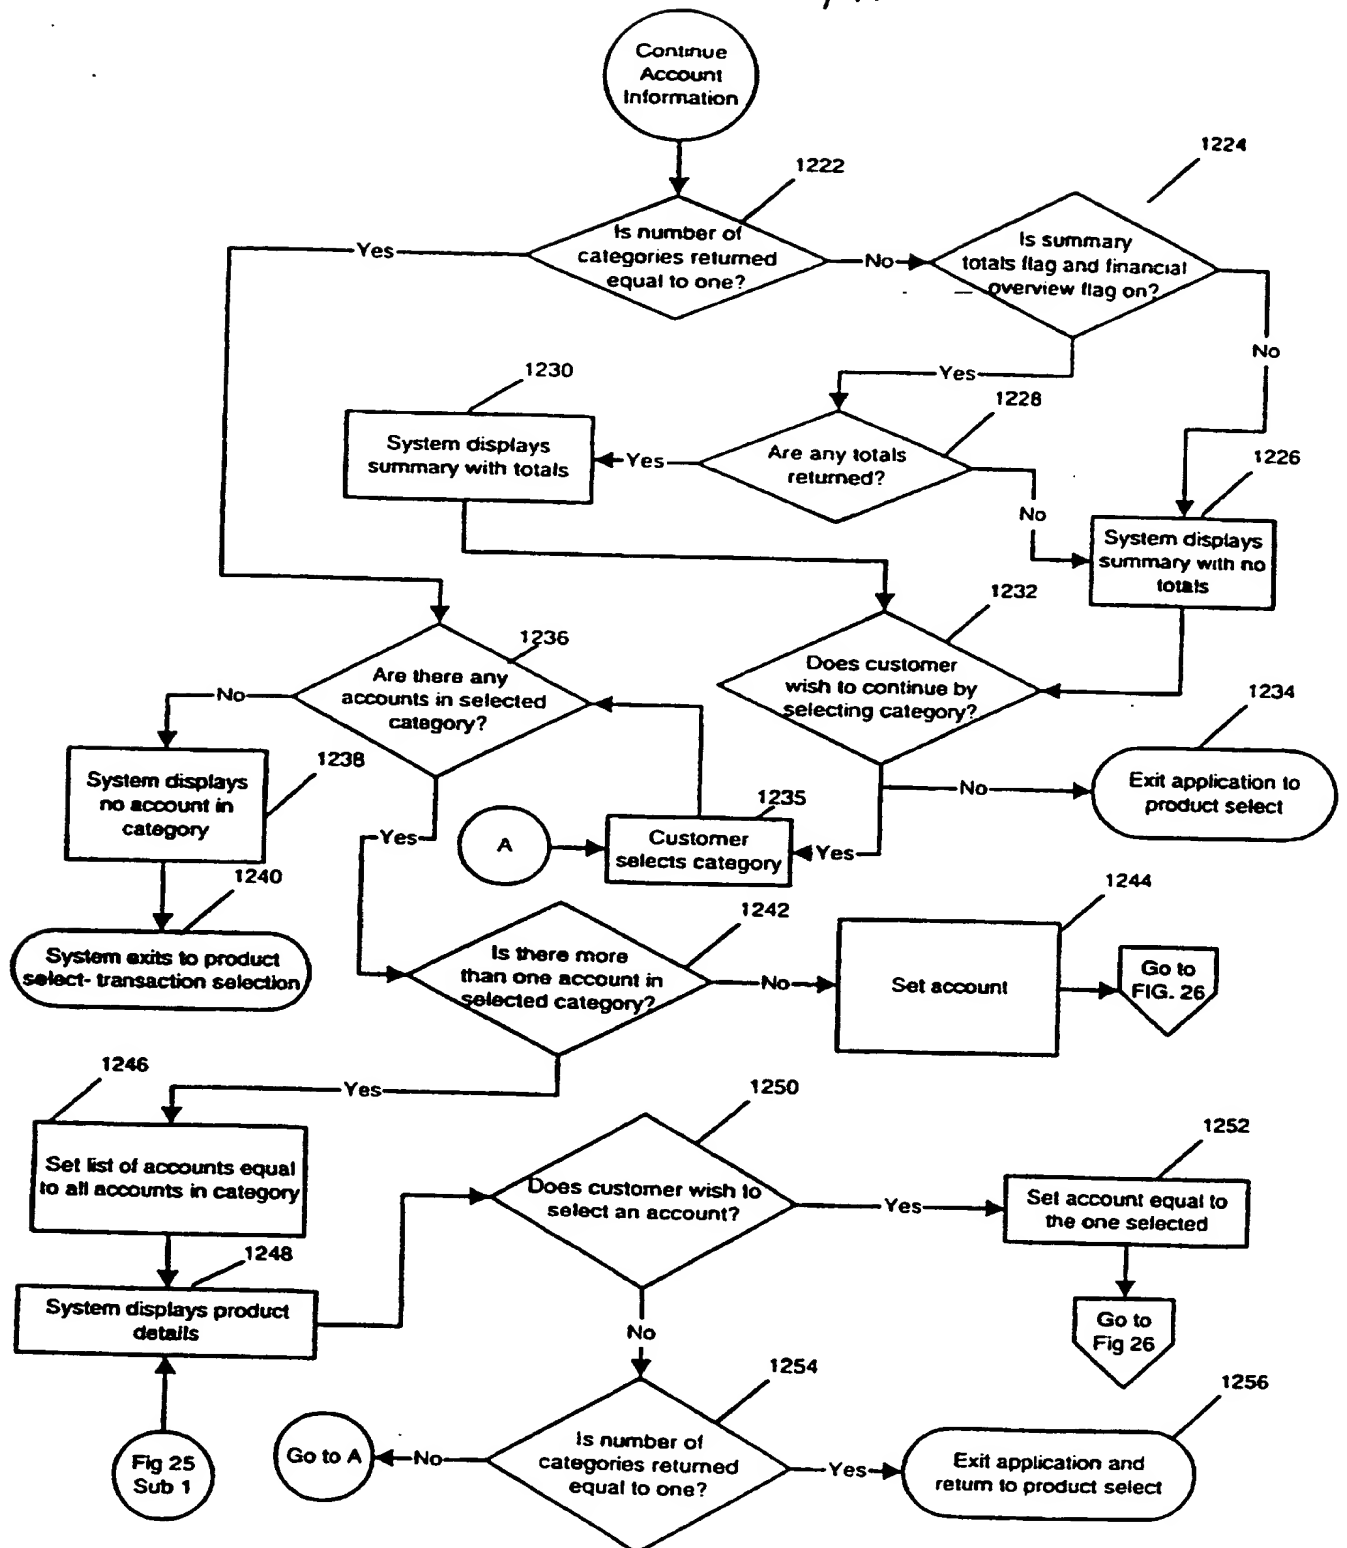 Continue
Account
Information
1222
1224
Is number of
categories returned
equal to one?
Yes
No
Is summary
totals flag and financial
overview flag on?
No
Yes
1230
1228
System displays
summary with totals
Yes
Are any totals
returned?
No
1226
System displays
summary with no
totals
1232
1236
Are there any
accounts in selected
category?
No
Does customer
wish to continue by
selecting category?
1234
Exit application to
product select
No
1238
System displays
no account in
category
Yes
A
1235
Customer
selects category
Yes
1240
System exits to product
select- transaction selection
1242
Is there more
than one account in
selected category?
No
1244
Set account
Go to
FIG. 26
Yes
1246
Set list of accounts equal
to all accounts in category
1250
Does customer wish to
select an account?
Yes
1252
Set account equal to
the one selected
1248
System displays product
details
No
Go to
Fig 26
1254
1256
Fig 25
Sub 1
Go to A
No
Is number of
categories returned
equal to one?
Yes
Exit application and
return to product select